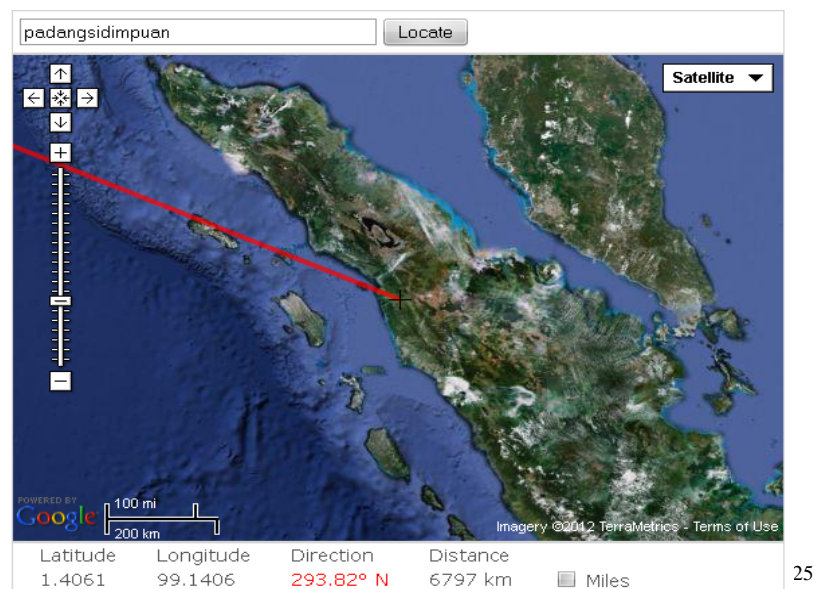 padangsidimpuan Locate
Satellite
POWERED BY
Google
100 mi
200 km
Imagery ©2012 TerraMetrics - Terms of Use
Latitude Longitude Direction Distance
1.4061 99.1406 293.82° N 6797 km Miles
25